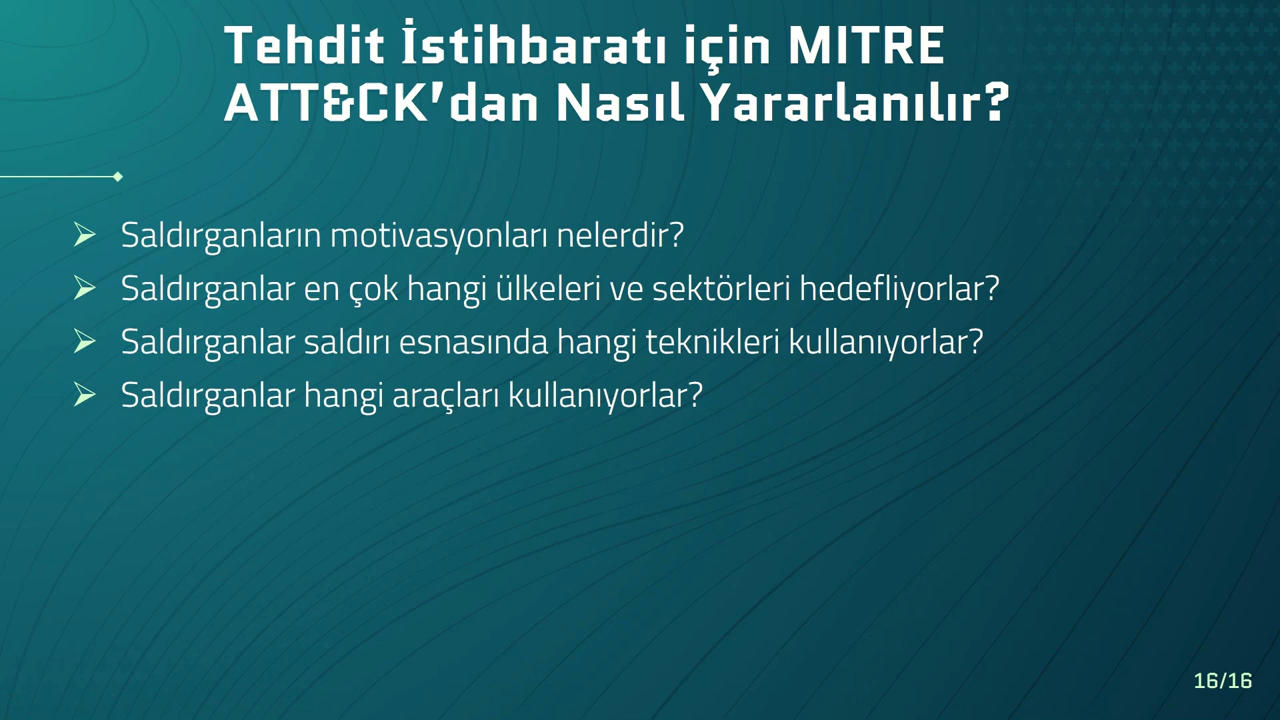 Tehdit İstihbaratı için MITRE
ATT&CK’dan Nasıl Yararlanılır?
Saldırganların motivasyonları nelerdir?
Saldırganlar en çok hangi ülkeleri ve sektörleri hedefliyorlar?
Saldırganlar saldırı esnasında hangi teknikleri kullanıyorlar?
Saldırganlar hangi araçları kullanıyorlar?
16/16